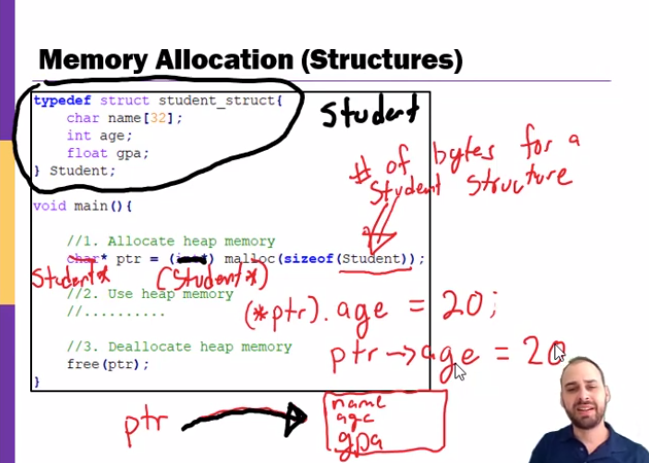 Memory Allocation (Structures)
typedef struct student_struct{
char name[32];
int age;
float gpa;
} Student;
Student
# of bytes for a
Student Structure
void main(){
//1. Allocate heap memory
char* ptr = (int*) malloc(sizeof(Student));
Student* (Student*)
//2. Use heap memory
//..........
(*ptr).age = 20;
ptr->age = 20
//3. Deallocate heap memory
free(ptr);
}
ptr
name
age
gpa